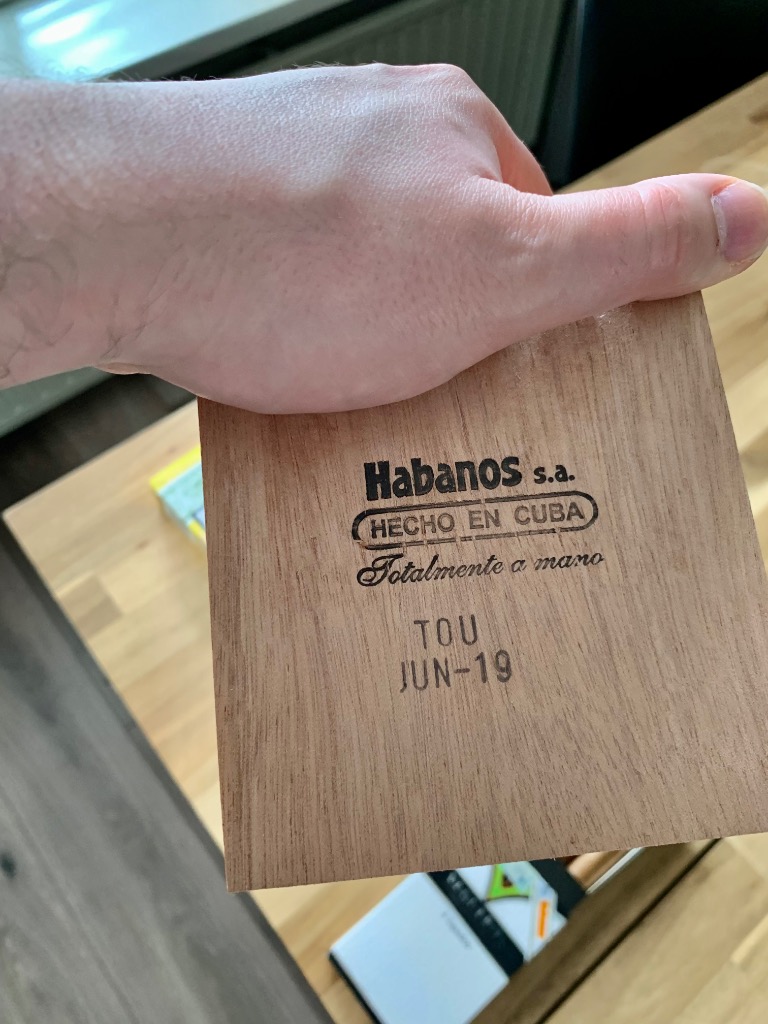 Habanos s.a.
HECHO EN CUBA
Totalmente a mano
TOU
JUN-19